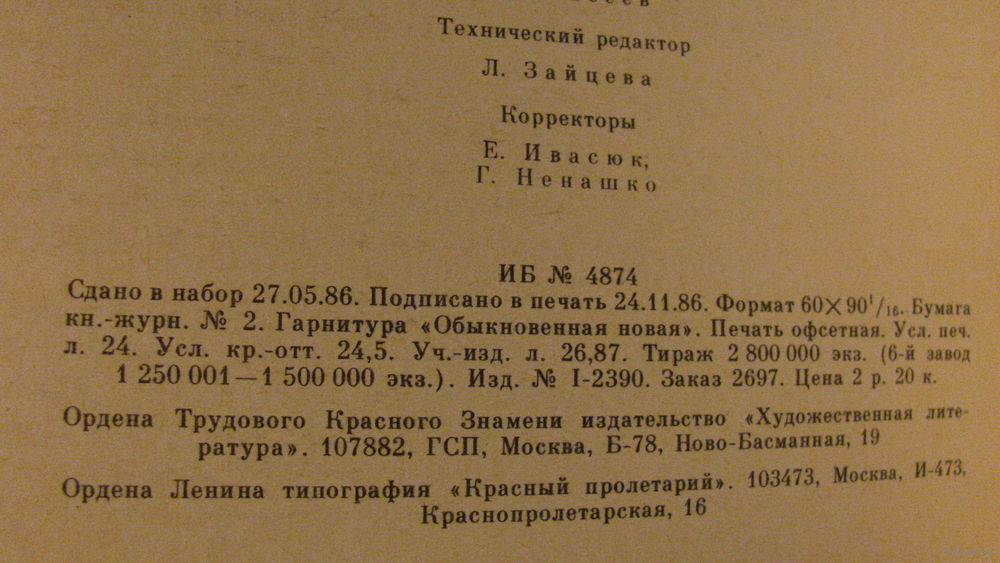 Технический редактор
Л. Зайцева
Корректоры
Е. Ивасюк,
Г. Ненашко
ИБ № 4874
Сдано в набор 27.05.86. Подписано в печать 24.11.86. Формат 60×90¹/₁₆. Бумага
кн.-журн. № 2. Гарнитура «Обыкновенная новая». Печать офсетная. Усл. печ.
л. 24. Усл. кр.-отт. 24,5. Уч.-изд. л. 26,87. Тираж 2 800 000 экз. (6-й завод
1 250 001—1 500 000 экз.). Изд. № I-2390. Заказ 2697. Цена 2 р. 20 к.
Ордена Трудового Красного Знамени издательство «Художественная лите-
ратура». 107882, ГСП, Москва, Б-78, Ново-Басманная, 19
Ордена Ленина типография «Красный пролетарий». 103473, Москва, И-473,
Краснопролетарская, 16